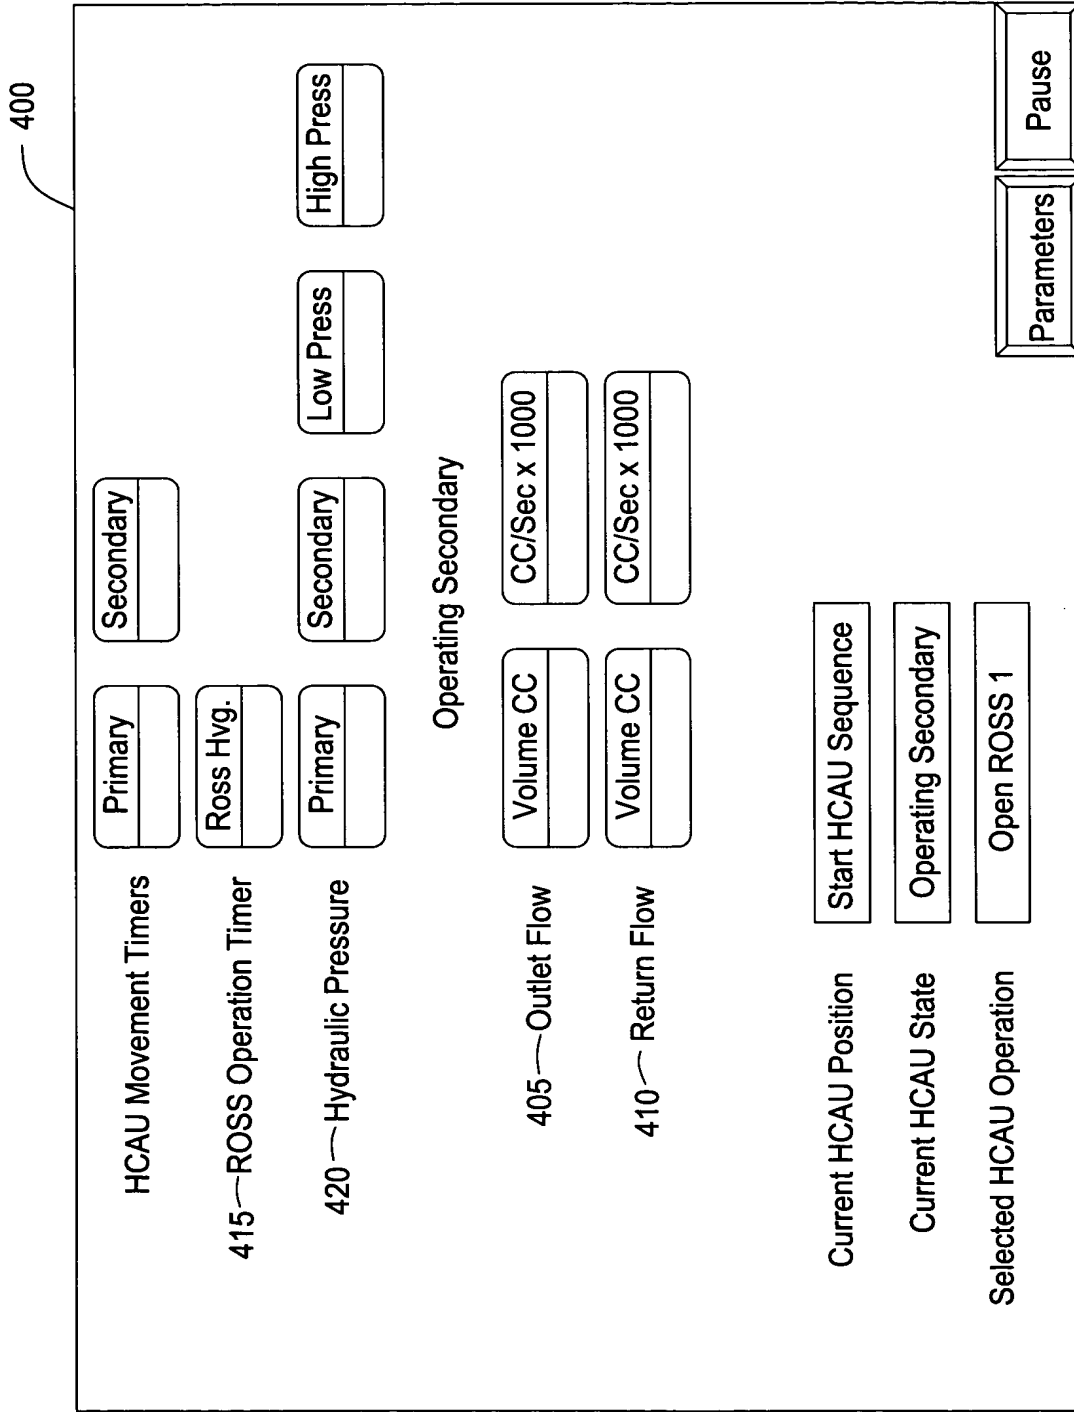 400
HCAU Movement Timers Primary Secondary
415 ROSS Operation Timer Ross Hvg.
420 Hydraulic Pressure Primary Secondary Low Press High Press
Operating Secondary
405 Outlet Flow Volume CC CC/Sec x 1000
410 Return Flow Volume CC CC/Sec x 1000
Current HCAU Position Start HCAU Sequence
Current HCAU State Operating Secondary
Selected HCAU Operation Open ROSS 1
Parameters Pause